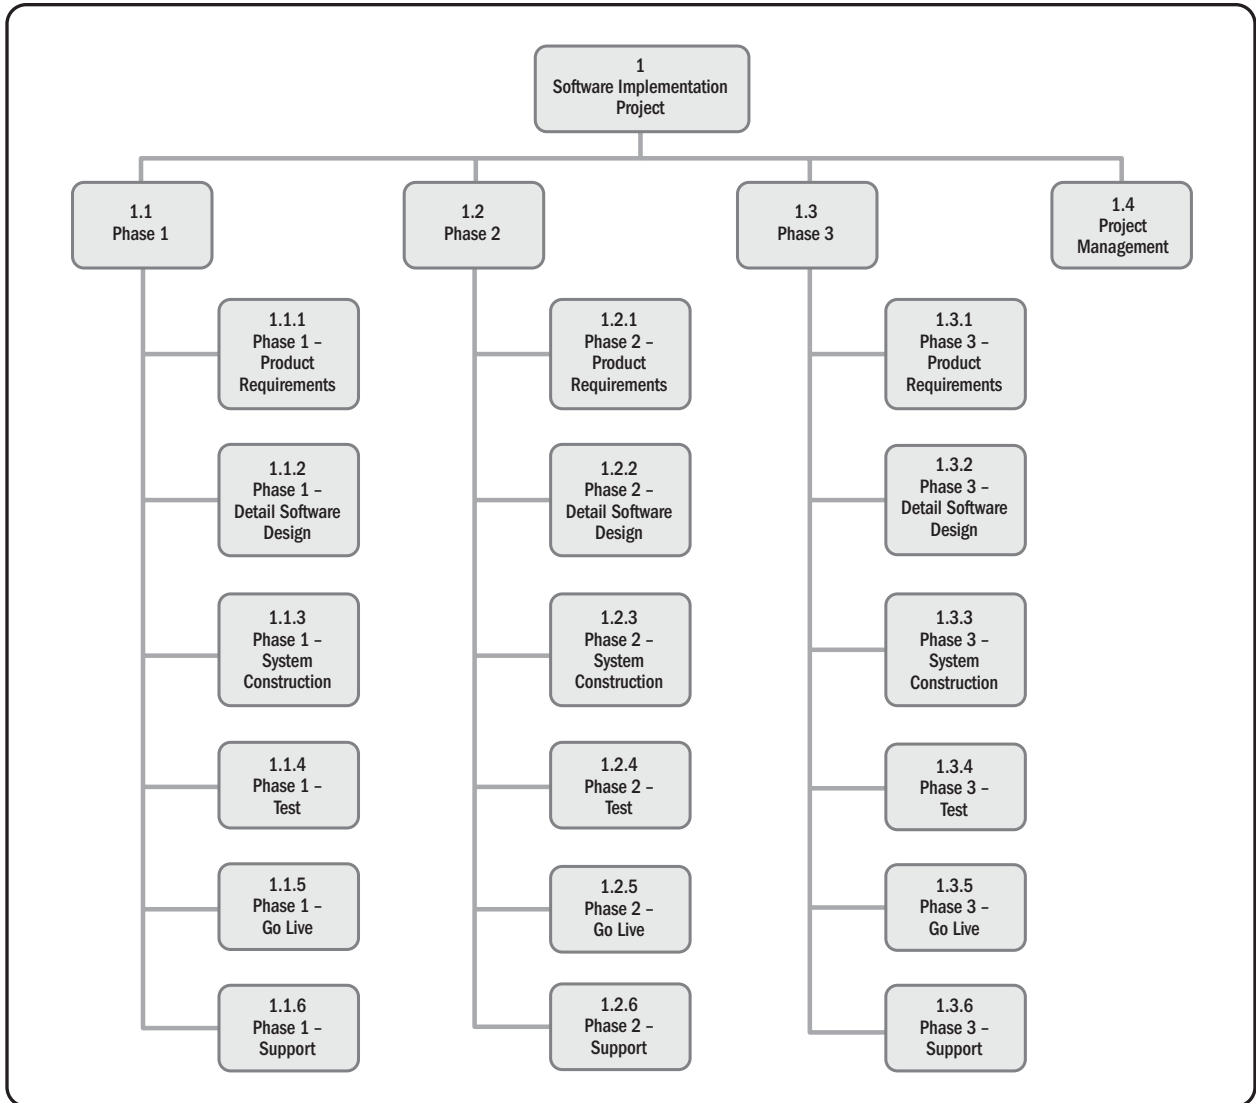 1
Software Implementation
Project
1.1
Phase 1
1.2
Phase 2
1.3
Phase 3
1.4
Project
Management
1.1.1
Phase 1 –
Product
Requirements
1.2.1
Phase 2 –
Product
Requirements
1.3.1
Phase 3 –
Product
Requirements
1.1.2
Phase 1 –
Detail Software
Design
1.2.2
Phase 2 –
Detail Software
Design
1.3.2
Phase 3 –
Detail Software
Design
1.1.3
Phase 1 –
System
Construction
1.2.3
Phase 2 –
System
Construction
1.3.3
Phase 3 –
System
Construction
1.1.4
Phase 1 –
Test
1.2.4
Phase 2 –
Test
1.3.4
Phase 3 –
Test
1.1.5
Phase 1 –
Go Live
1.2.5
Phase 2 –
Go Live
1.3.5
Phase 3 –
Go Live
1.1.6
Phase 1 –
Support
1.2.6
Phase 2 –
Support
1.3.6
Phase 3 –
Support